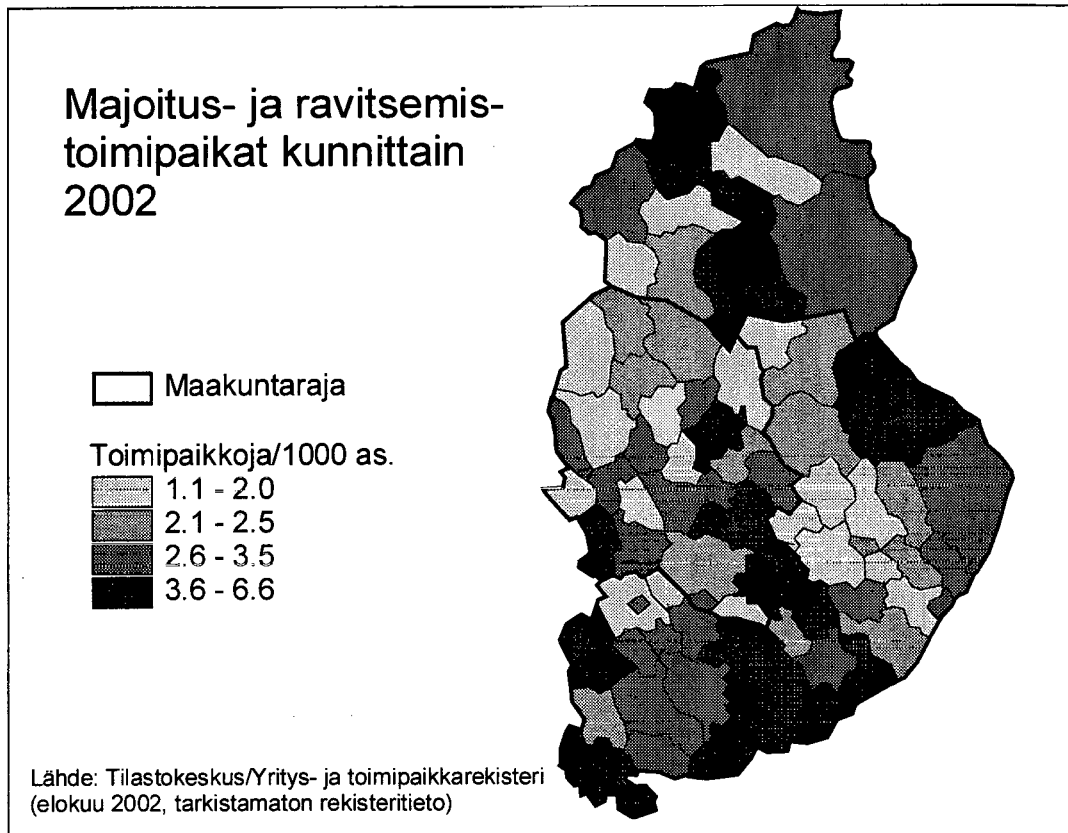 Majoitus- ja ravitsemis-
toimipaikat kunnittain
2002
Maakuntaraja
Toimipaikkoja/1000 as.
1.1 - 2.0
2.1 - 2.5
2.6 - 3.5
3.6 - 6.6
Lähde: Tilastokeskus/Yritys- ja toimipaikkarekisteri
(elokuu 2002, tarkistamaton rekisteritieto)